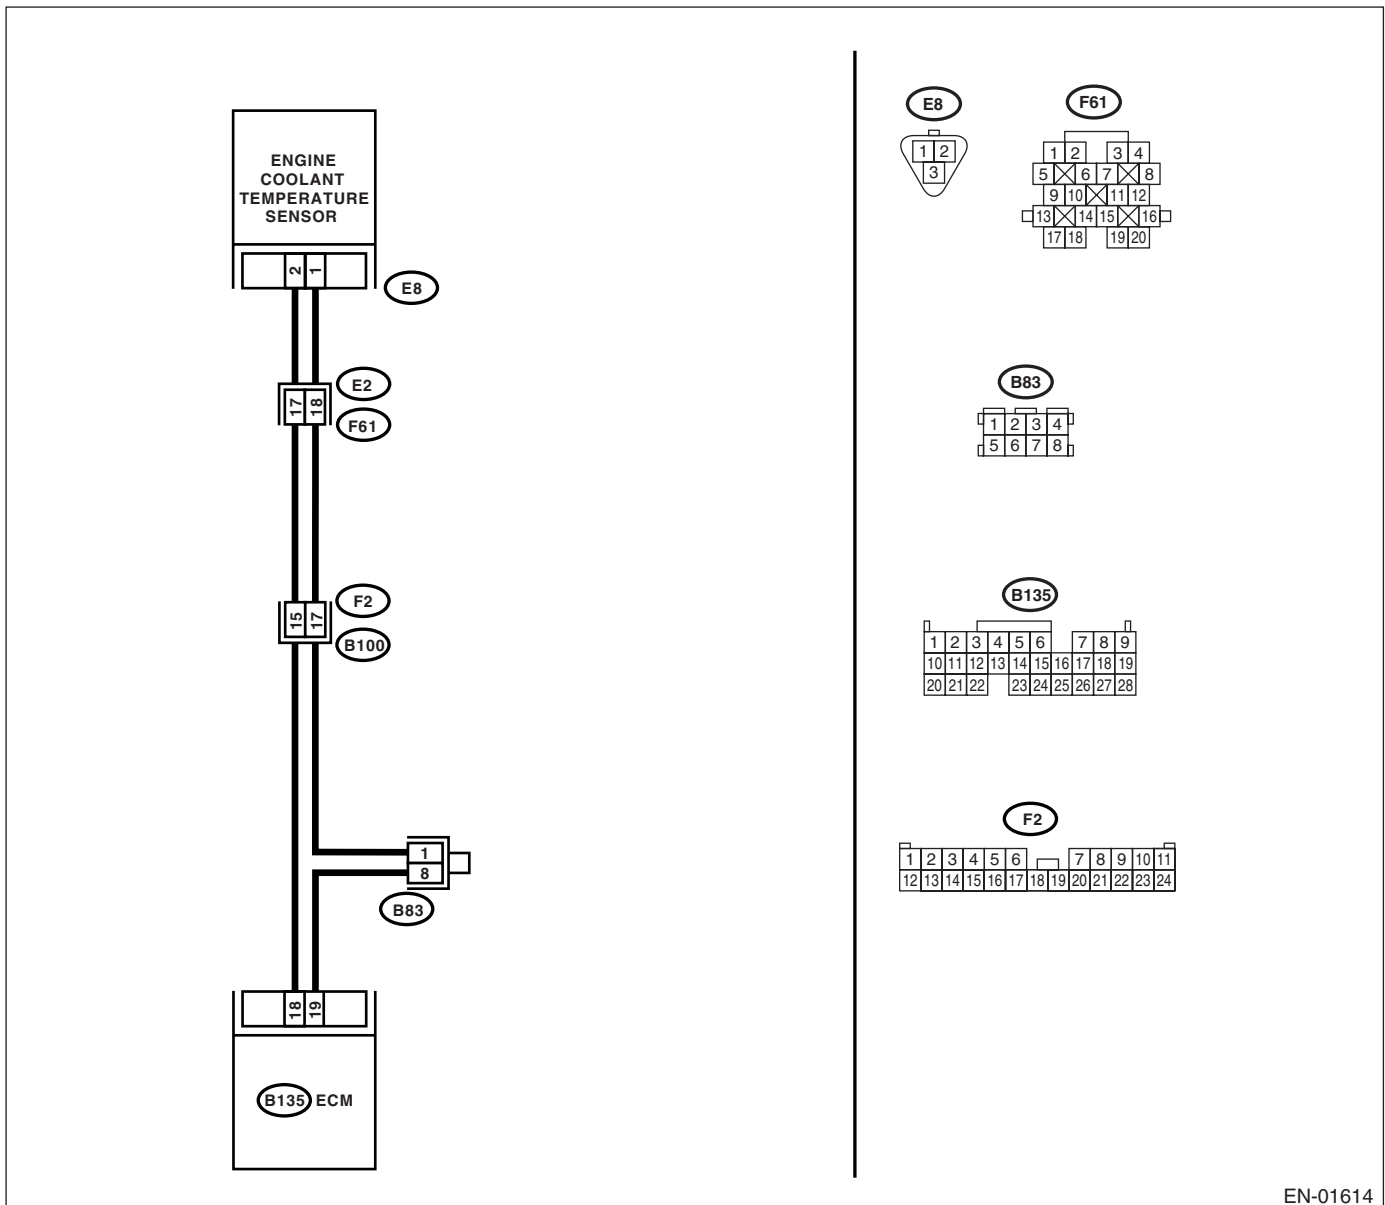 ENGINE
COOLANT
TEMPERATURE
SENSOR
2 1
E8
E2
17 18
F61
F2
15 17
B100
1
8
B83
18 19
B135 ECM
E8
1 2
3
F61
1 2 3 4
5 6 7 8
9 10 11 12
13 14 15 16
17 18 19 20
B83
1 2 3 4
5 6 7 8
B135
1 2 3 4 5 6 7 8 9
10 11 12 13 14 15 16 17 18 19
20 21 22 23 24 25 26 27 28
F2
1 2 3 4 5 6 7 8 9 10 11
12 13 14 15 16 17 18 19 20 21 22 23 24
EN-01614